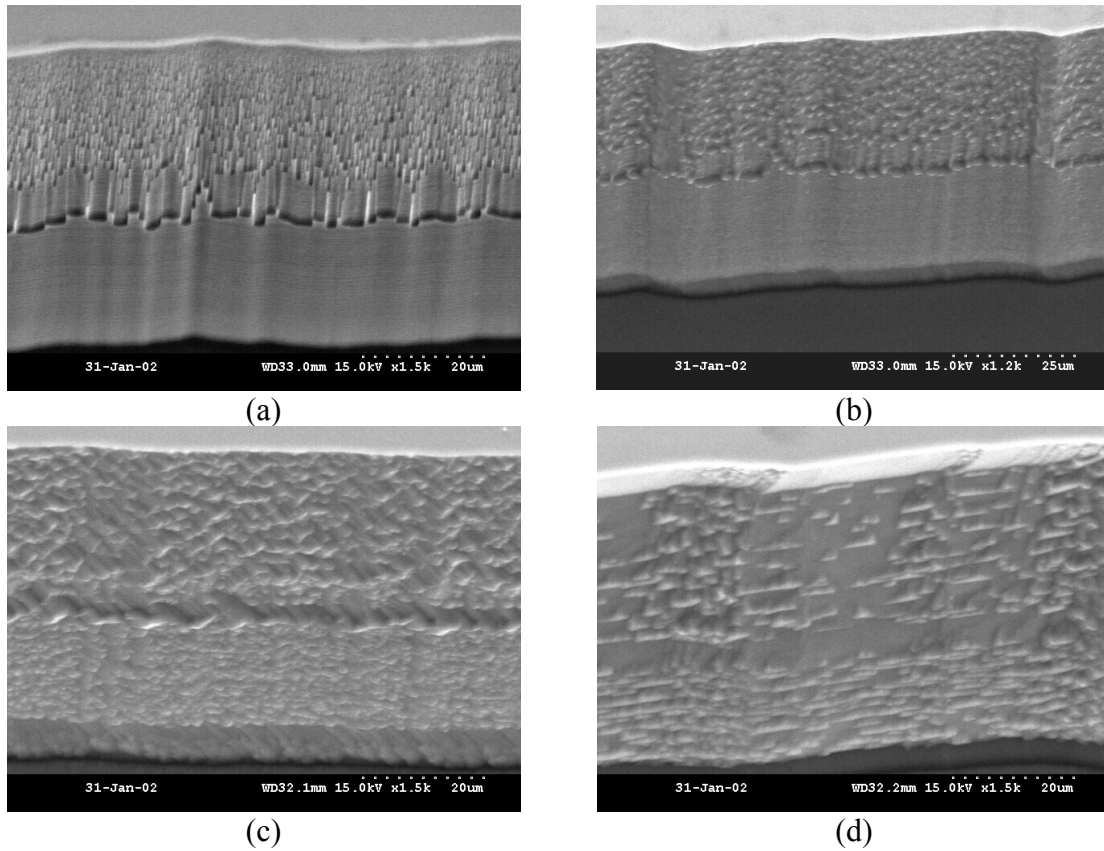 31-Jan-02 WD33.0mm 15.0kV x1.5k 20um
31-Jan-02 WD33.0mm 15.0kV x1.2k 25um
(a)
(b)
31-Jan-02 WD32.1mm 15.0kV x1.5k 20um
31-Jan-02 WD32.2mm 15.0kV x1.5k 20um
(c)
(d)